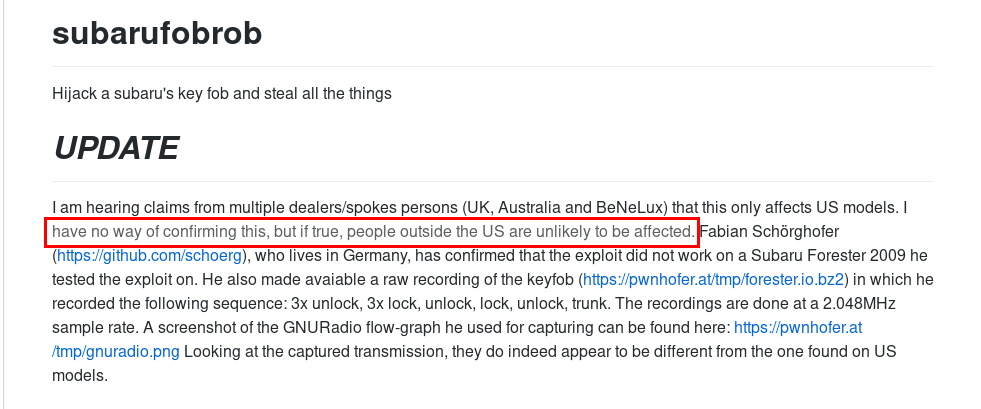 subarufobrob
Hijack a subaru's key fob and steal all the things
UPDATE
I am hearing claims from multiple dealers/spokes persons (UK, Australia and BeNeLux) that this only affects US models. I
have no way of confirming this, but if true, people outside the US are unlikely to be affected. Fabian Schörghofer
(https://github.com/schoerg), who lives in Germany, has confirmed that the exploit did not work on a Subaru Forester 2009 he
tested the exploit on. He also made avaiable a raw recording of the keyfob (https://pwnhofer.at/tmp/forester.io.bz2) in which he
recorded the following sequence: 3x unlock, 3x lock, unlock, lock, unlock, trunk. The recordings are done at a 2.048MHz
sample rate. A screenshot of the GNURadio flow-graph he used for capturing can be found here: https://pwnhofer.at
/tmp/gnuradio.png Looking at the captured transmission, they do indeed appear to be different from the one found on US
models.